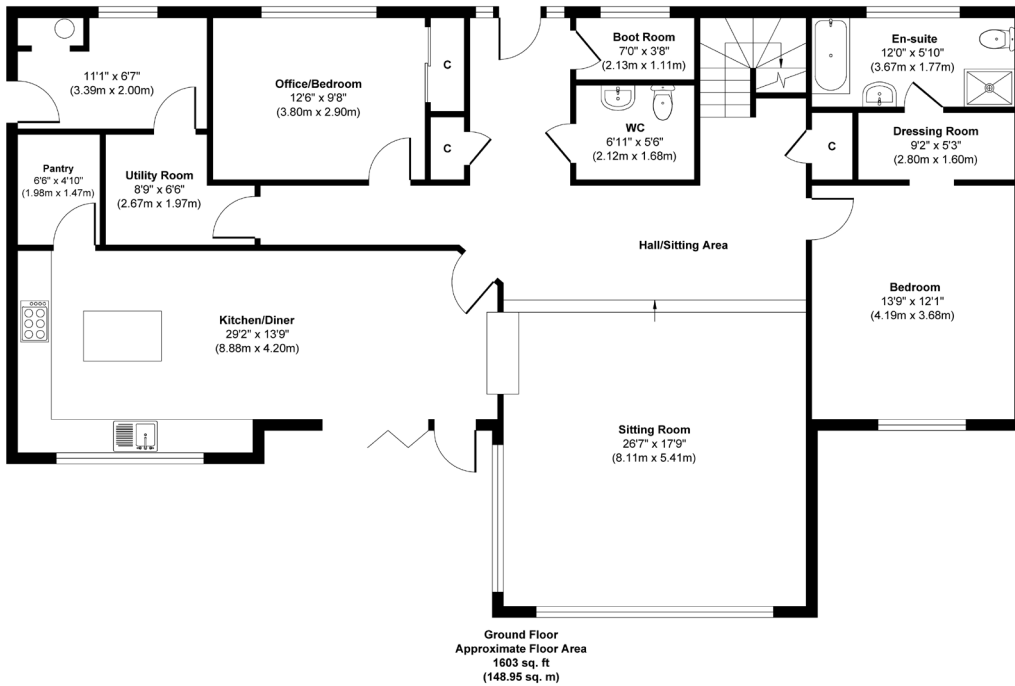 11'1" x 6'7"
(3.39m x 2.00m)
Office/Bedroom
12'6" x 9'8"
(3.80m x 2.90m)
C
C
Boot Room
7'0" x 3'8"
(2.13m x 1.11m)
WC
6'11" x 5'6"
(2.12m x 1.68m)
En-suite
12'0" x 5'10"
(3.67m x 1.77m)
C
Dressing Room
9'2" x 5'3"
(2.80m x 1.60m)
Pantry
6'6" x 4'10"
(1.98m x 1.47m)
Utility Room
8'9" x 6'6"
(2.67m x 1.97m)
Hall/Sitting Area
Bedroom
13'9" x 12'1"
(4.19m x 3.68m)
Kitchen/Diner
29'2" x 13'9"
(8.88m x 4.20m)
Sitting Room
26'7" x 17'9"
(8.11m x 5.41m)
Ground Floor
Approximate Floor Area
1603 sq. ft
(148.95 sq. m)